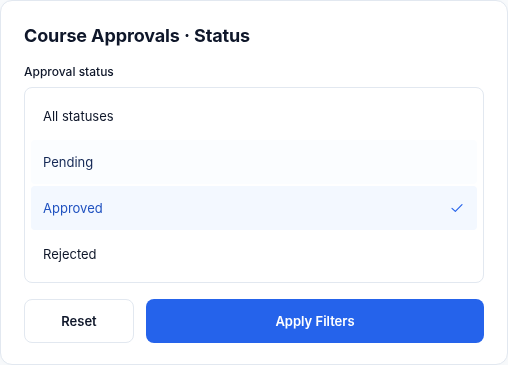 Course Approvals · Status
Approval status
All statuses
Pending
Approved
Rejected
Reset
Apply Filters